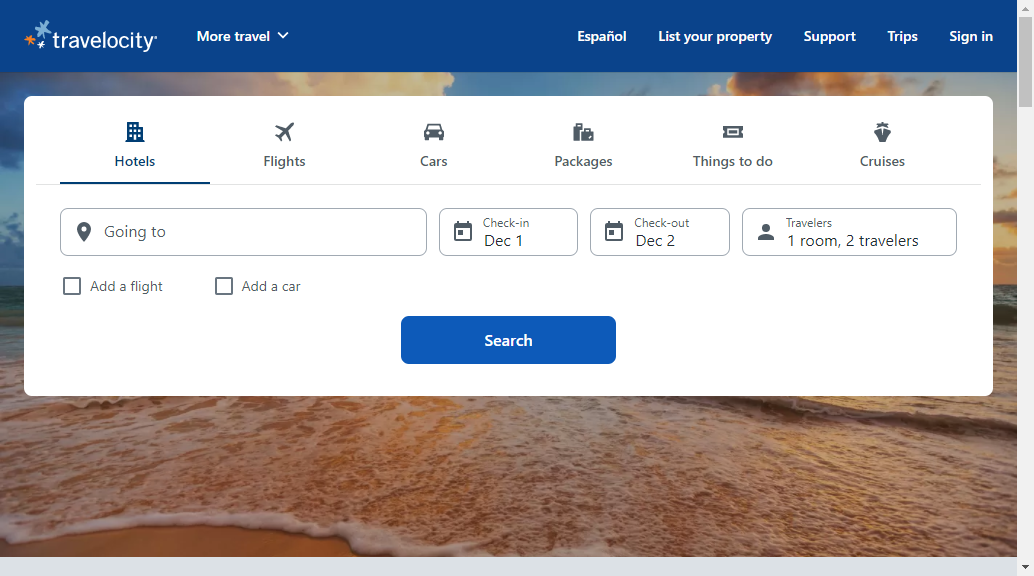 travelocity
More travel
Español
List your property
Support
Trips
Sign in
Hotels
Flights
Cars
Packages
Things to do
Cruises
Going to
Check-in
Dec 1
Check-out
Dec 2
Travelers
1 room, 2 travelers
Add a flight
Add a car
Search